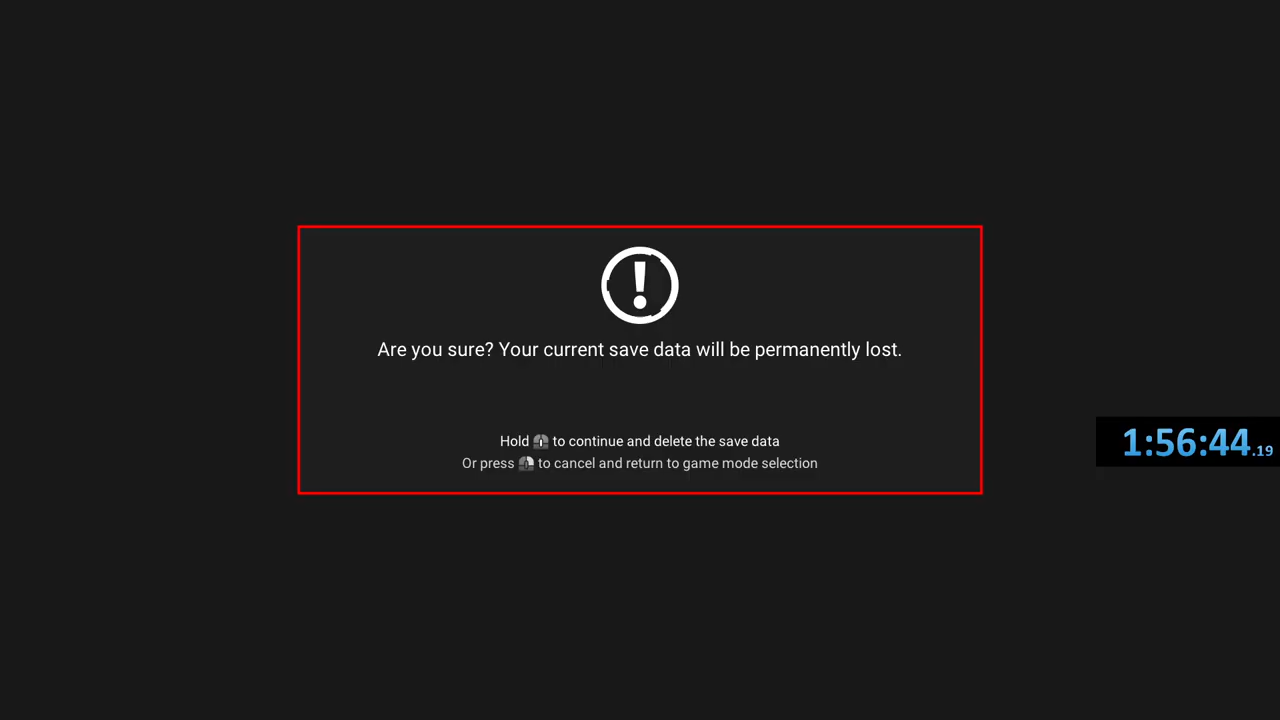 Are you sure? Your current save data will be permanently lost.
Hold to continue and delete the save data
Or press to cancel and return to game mode selection
1:56:44.19